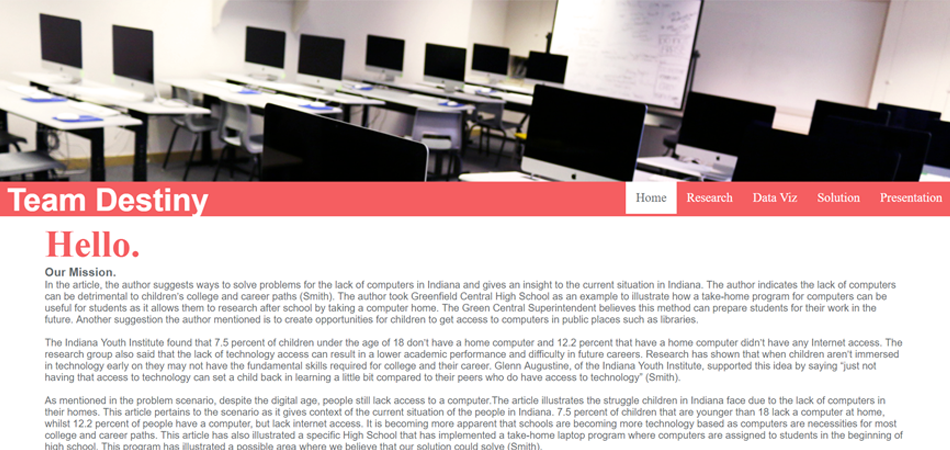 Team Destiny
Home Research Data Viz Solution Presentation
Hello.
Our Mission.
In the article, the author suggests ways to solve problems for the lack of computers in Indiana and gives an insight to the current situation in Indiana. The author indicates the lack of computers
can be detrimental to children's college and career paths (Smith). The author took Greenfield Central High School as an example to illustrate how a take-home program for computers can be
useful for students as it allows them to research after school by taking a computer home. The Green Central Superintendent believes this method can prepare students for their work in the
future. Another suggestion the author mentioned is to create opportunities for children to get access to computers in public places such as libraries.
The Indiana Youth Institute found that 7.5 percent of children under the age of 18 don't have a home computer and 12.2 percent that have a home computer didn't have any Internet access. The
research group also said that the lack of technology access can result in a lower academic performance and difficulty in future careers. Research has shown that when children aren't immersed
in technology early on they may not have the fundamental skills required for college and their career. Glenn Augustine, of the Indiana Youth Institute, supported this idea by saying "just not
having that access to technology can set a child back in learning a little bit compared to their peers who do have access to technology" (Smith).
As mentioned in the problem scenario, despite the digital age, people still lack access to a computer.The article illustrates the struggle children in Indiana face due to the lack of computers in
their homes. This article pertains to the scenario as it gives context of the current situation of the people in Indiana. 7.5 percent of children that are younger than 18 lack a computer at home,
whilst 12.2 percent of people have a computer, but lack internet access. It is becoming more apparent that schools are becoming more technology based as computers are necessities for most
college and career paths. This article has also illustrated a specific High School that has implemented a take-home laptop program where computers are assigned to students in the beginning of
high school. This program has illustrated a possible area where we believe that our solution could solve (Smith).